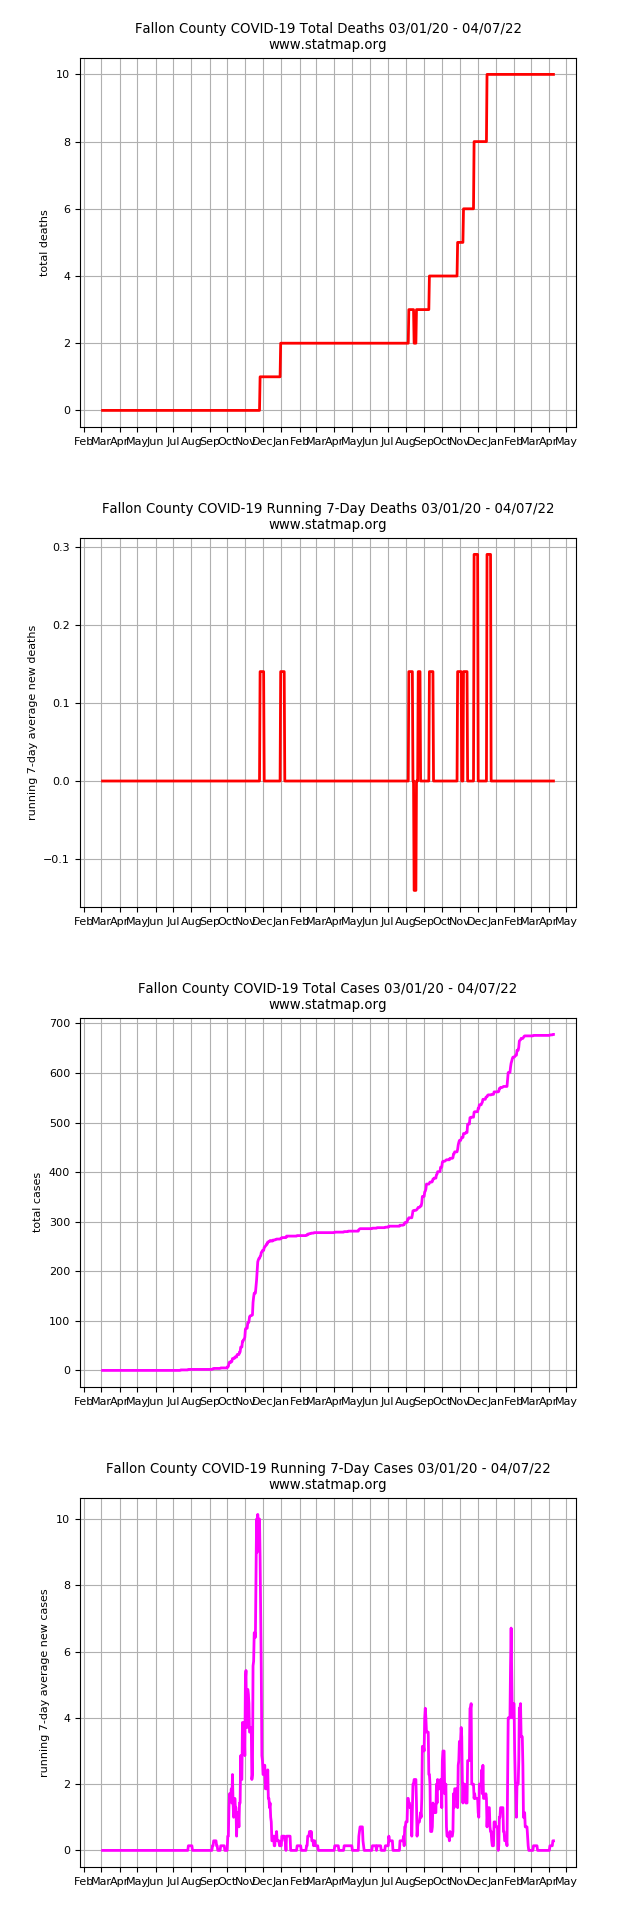 Fallon County COVID-19 Total Deaths 03/01/20 - 04/07/22
www.statmap.org
10
8
6
4
2
0
total deaths
Feb Mar Apr May Jun Jul Aug Sep Oct Nov Dec Jan Feb Mar Apr May Jun Jul Aug Sep Oct Nov Dec Jan Feb Mar Apr May
Fallon County COVID-19 Running 7-Day Deaths 03/01/20 - 04/07/22
www.statmap.org
0.3
0.2
0.1
0.0
−0.1
running 7-day average new deaths
Feb Mar Apr May Jun Jul Aug Sep Oct Nov Dec Jan Feb Mar Apr May Jun Jul Aug Sep Oct Nov Dec Jan Feb Mar Apr May
Fallon County COVID-19 Total Cases 03/01/20 - 04/07/22
www.statmap.org
700
600
500
400
300
200
100
0
total cases
Feb Mar Apr May Jun Jul Aug Sep Oct Nov Dec Jan Feb Mar Apr May Jun Jul Aug Sep Oct Nov Dec Jan Feb Mar Apr May
Fallon County COVID-19 Running 7-Day Cases 03/01/20 - 04/07/22
www.statmap.org
10
8
6
4
2
0
running 7-day average new cases
Feb Mar Apr May Jun Jul Aug Sep Oct Nov Dec Jan Feb Mar Apr May Jun Jul Aug Sep Oct Nov Dec Jan Feb Mar Apr May